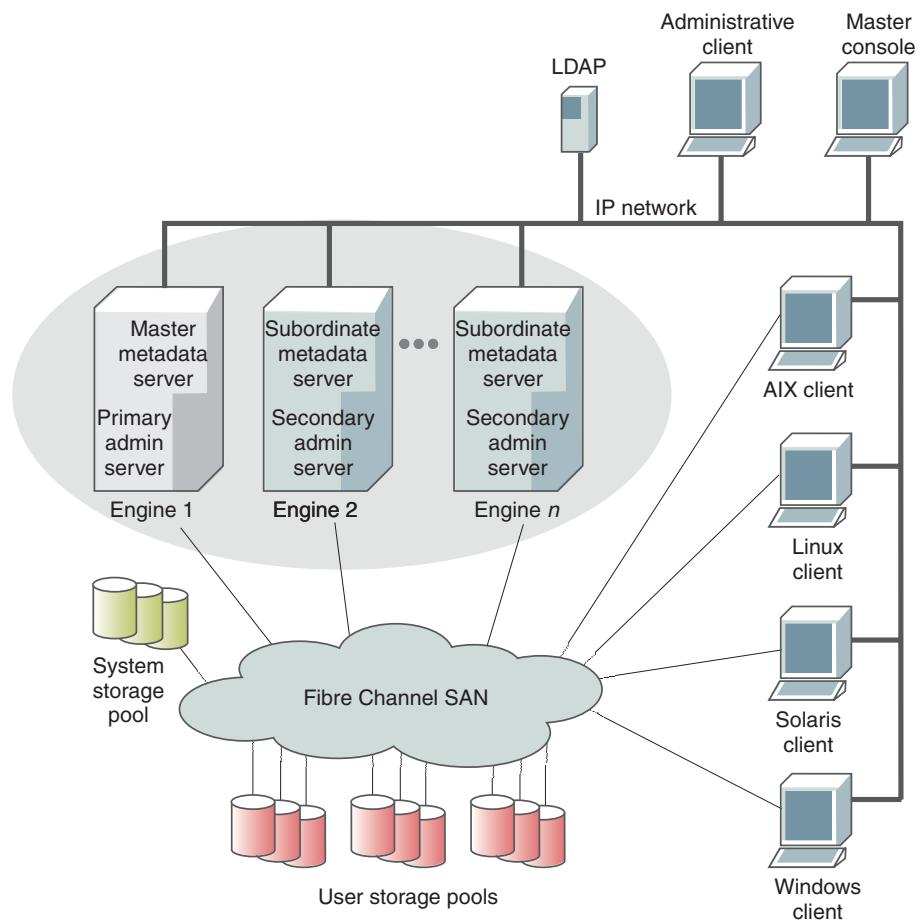 Administrative
client
Master
console
LDAP
IP network
Master
metadata
server
Primary
admin
server
Engine 1
Subordinate
metadata
server
Secondary
admin
server
Engine 2
Subordinate
metadata
server
Secondary
admin
server
Engine n
AIX client
Linux
client
Solaris
client
Windows
client
System
storage
pool
Fibre Channel SAN
User storage pools